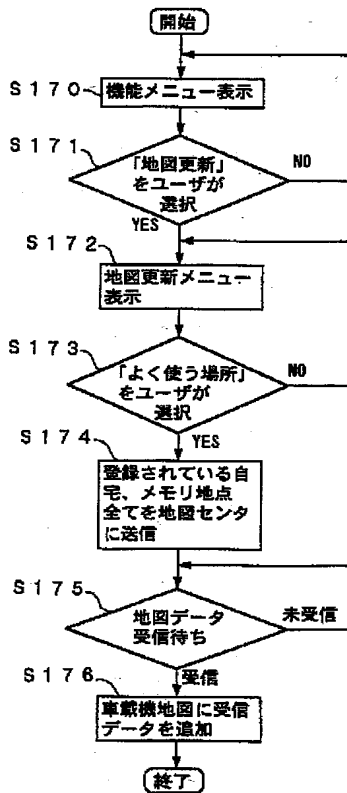 開始
S170
機能メニュー表示
S171
「地図更新」
をユーザが
選択
NO
YES
S172
地図更新メニュー
表示
S173
「よく使う場所」
をユーザが
選択
NO
YES
S174
登録されている自
宅、メモリ地点
全てを地図センタ
に送信
S175
地図データ
受信待ち
未受信
受信
S176
車載機地図に受信
データを追加
終了